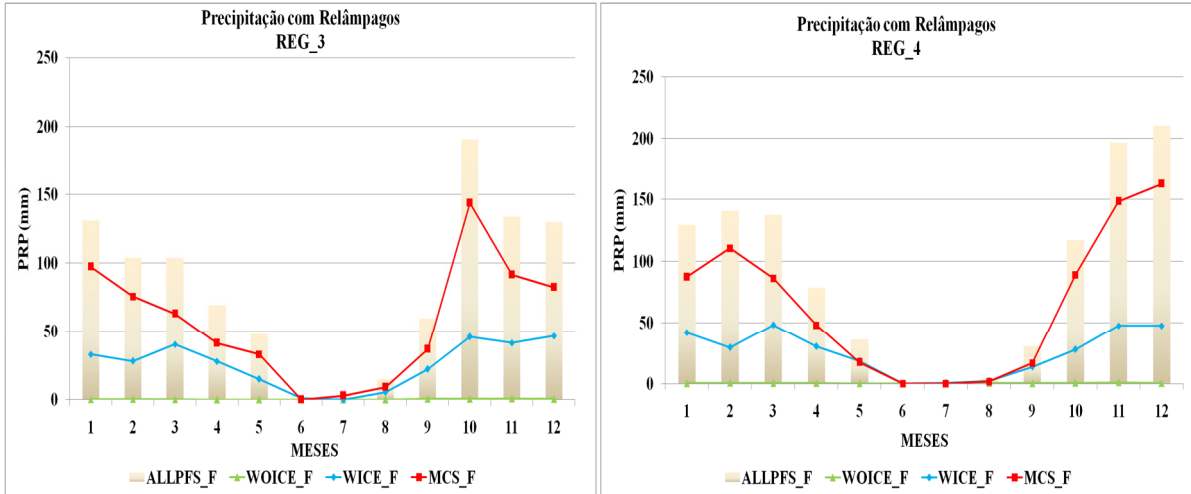 Precipitação com Relâmpagos
REG_3
PRP (mm)
250
200
150
100
50
0
1 2 3 4 5 6 7 8 9 10 11 12
MESES
ALLPFS_F WOICE_F WICE_F MCS_F
Precipitação com Relâmpagos
REG_4
PRP (mm)
250
200
150
100
50
0
1 2 3 4 5 6 7 8 9 10 11 12
MESES
ALLPFS_F WOICE_F WICE_F MCS_F